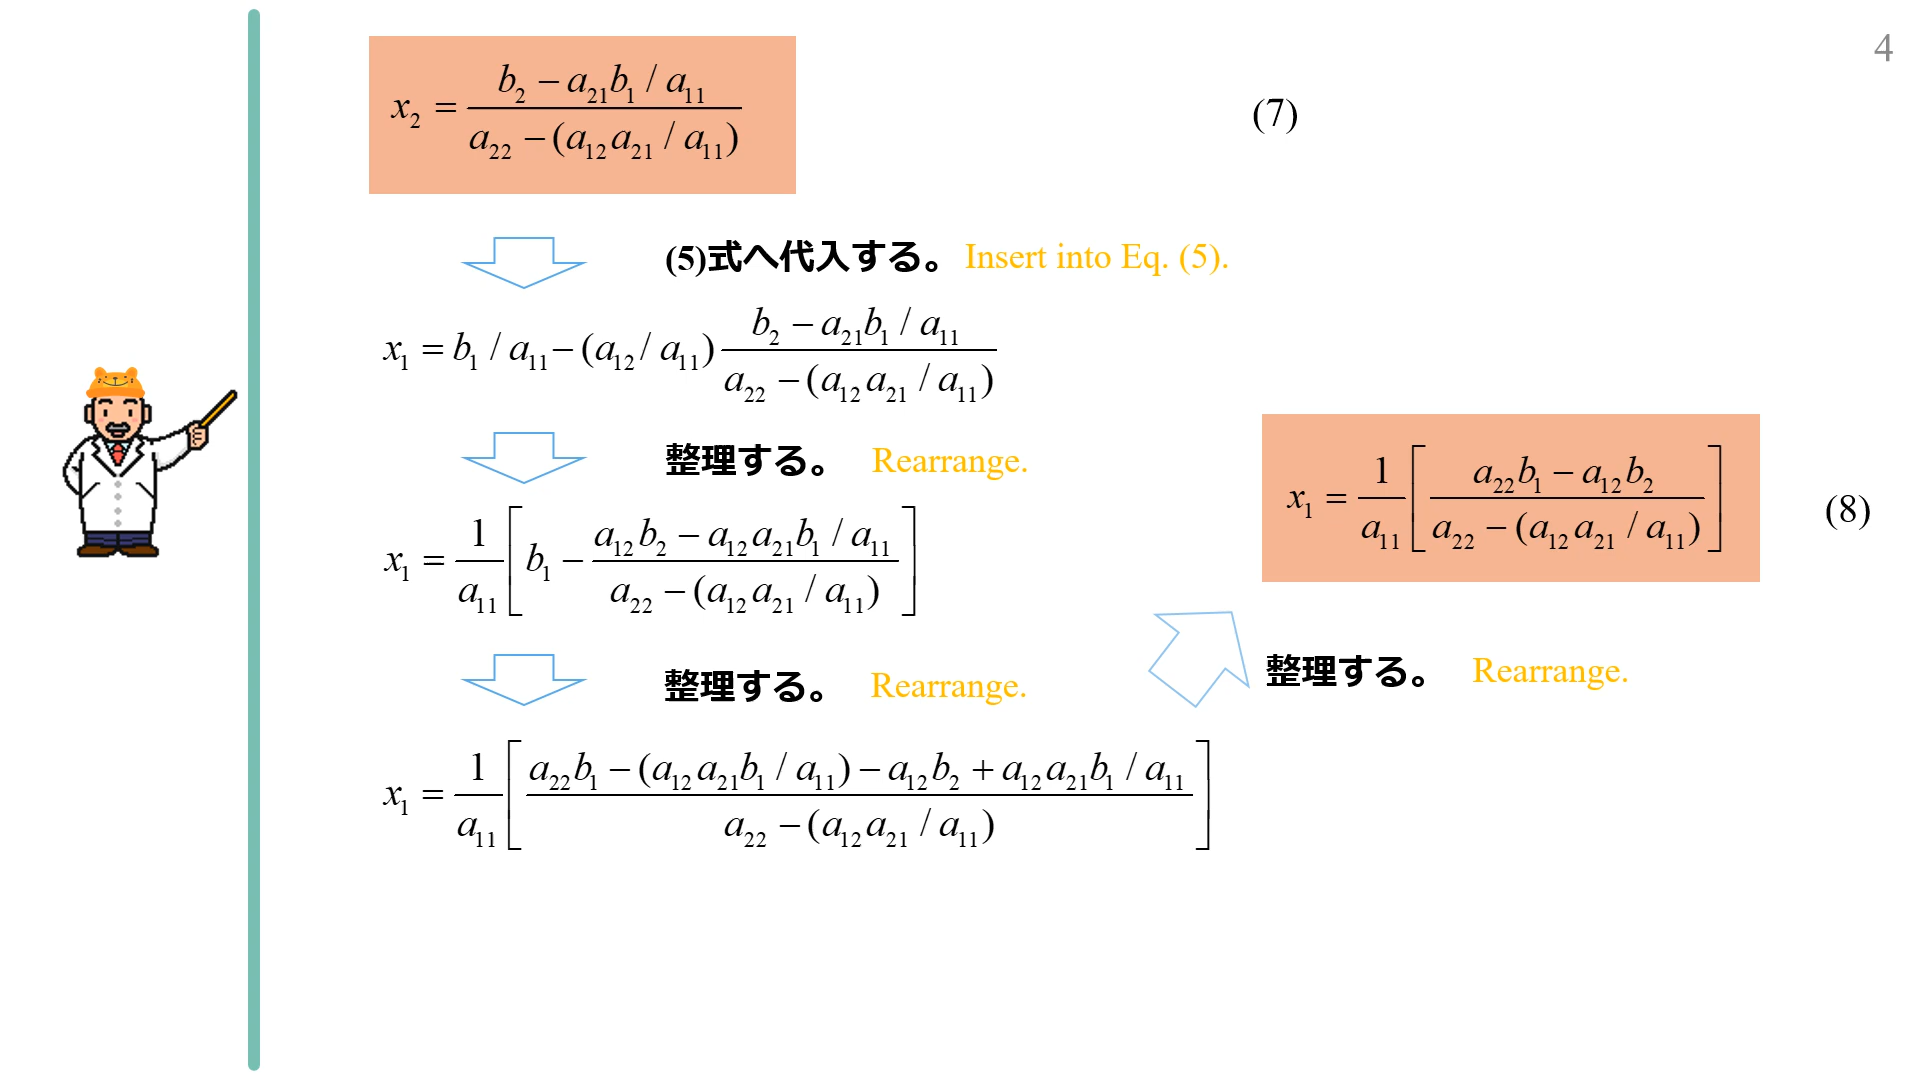 4
x₂ = (b₂ − a₂₁b₁ / a₁₁) / (a₂₂ − (a₁₂a₂₁ / a₁₁))
(7)
(5)式へ代入する。 Insert into Eq. (5).
x₁ = b₁ / a₁₁ − (a₁₂ / a₁₁) (b₂ − a₂₁b₁ / a₁₁) / (a₂₂ − (a₁₂a₂₁ / a₁₁))
整理する。 Rearrange.
x₁ = 1/a₁₁ [b₁ − (a₁₂b₂ − a₁₂a₂₁b₁ / a₁₁) / (a₂₂ − (a₁₂a₂₁ / a₁₁))]
整理する。 Rearrange.
x₁ = 1/a₁₁ [(a₂₂b₁ − (a₁₂a₂₁b₁ / a₁₁) − a₁₂b₂ + a₁₂a₂₁b₁ / a₁₁) / (a₂₂ − (a₁₂a₂₁ / a₁₁))]
整理する。 Rearrange.
x₁ = 1/a₁₁ [(a₂₂b₁ − a₁₂b₂) / (a₂₂ − (a₁₂a₂₁ / a₁₁))]
(8)